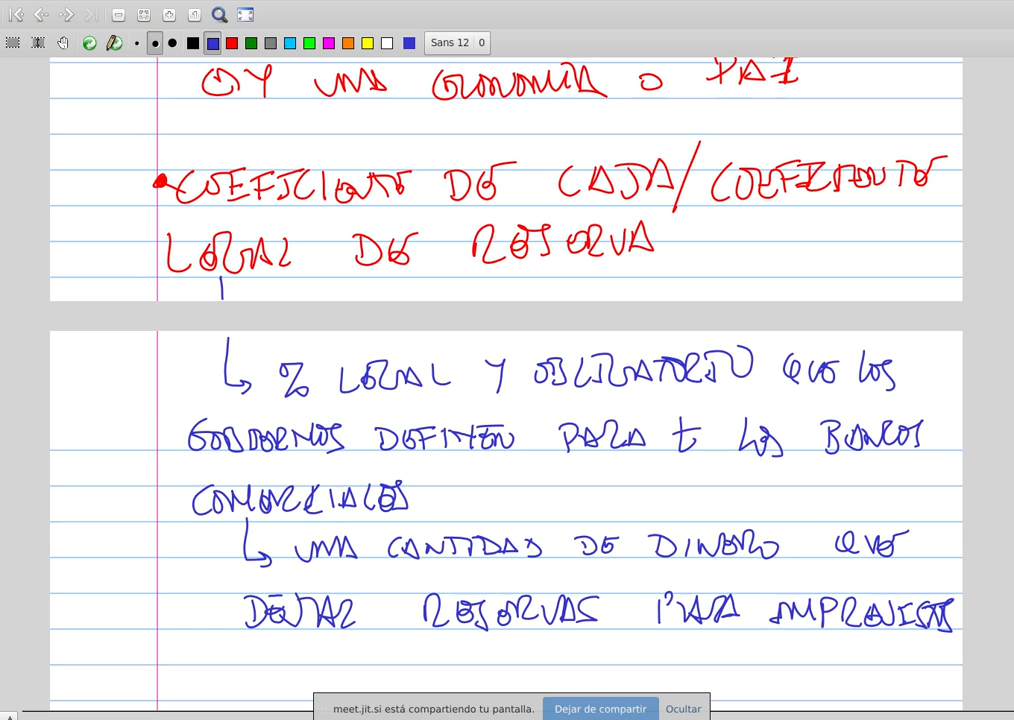 Sans 12 0
UNA ECONOMIA O
COEFICIENTE DE CAJA/COEFICIENTE
LEGAL DE RESERVA
% LEGAL Y OBLIGATORIO QUE LOS
GOBIERNOS DEFINEN PARA t LOS BANCOS
COMERCIALES
UNA CANTIDAD DE DINERO QUE
DEJAR RESERVAS PARA IMPREVISTOS
meet.jit.si está compartiendo tu pantalla. Dejar de compartir Ocultar